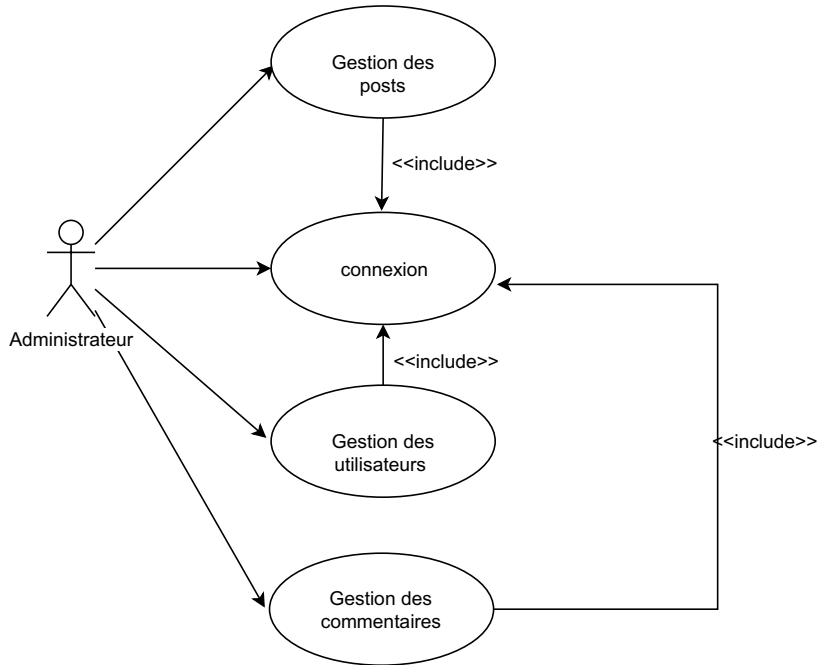 Gestion des
posts
<<include>>
connexion
Administrateur
<<include>>
Gestion des
utilisateurs
<<include>>
Gestion des
commentaires